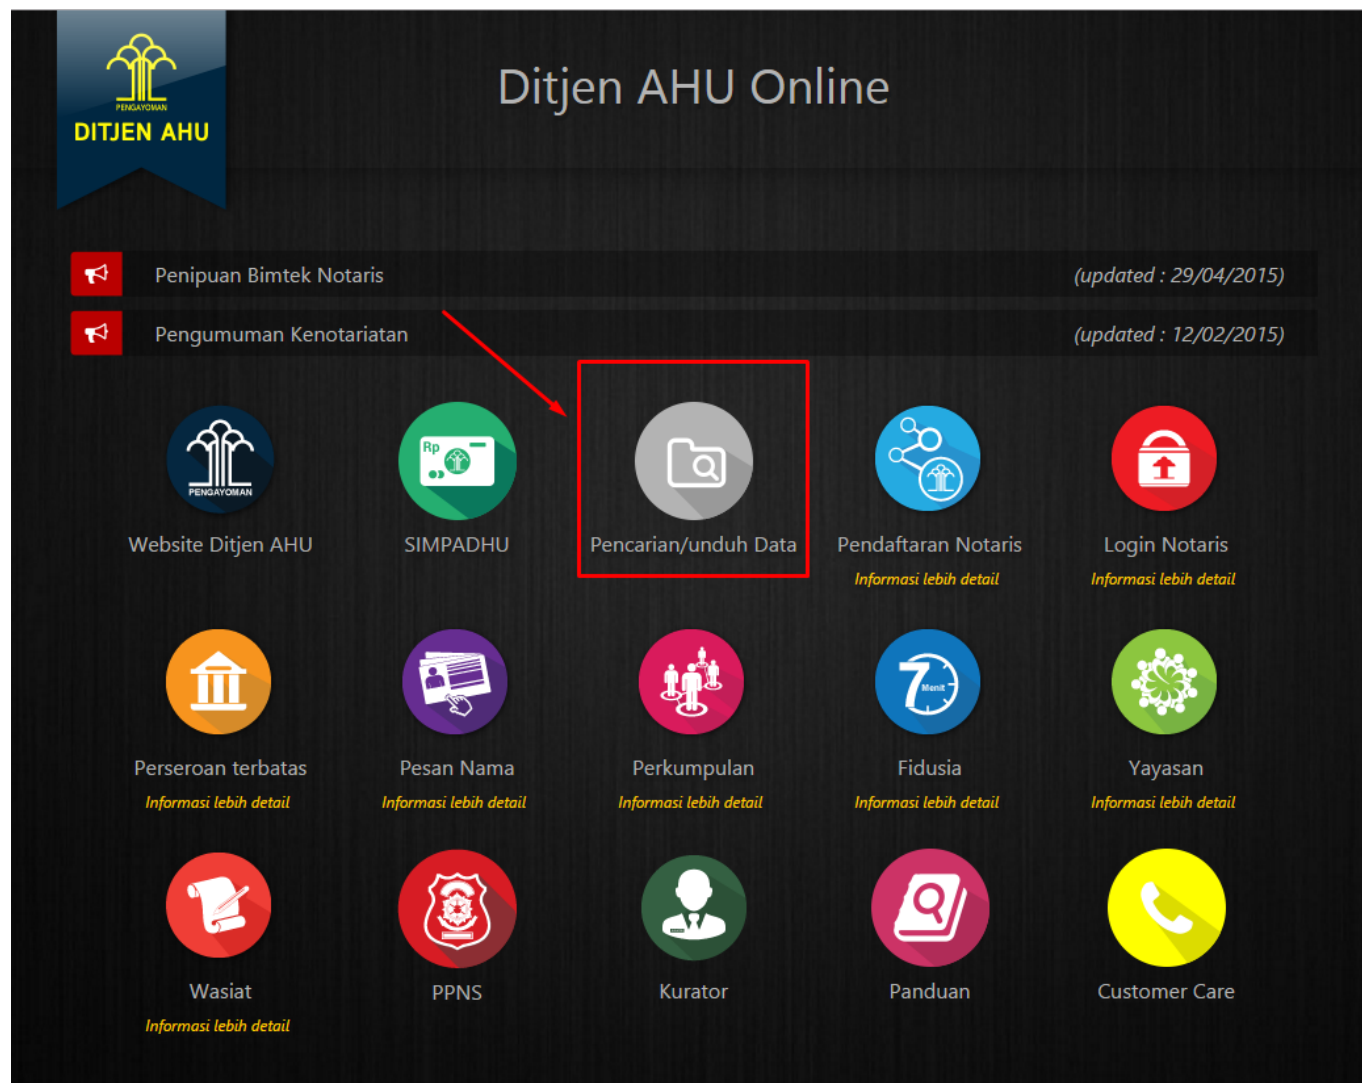 PENGAYOMAN
DITJEN AHU
Ditjen AHU Online
Penipuan Bimtek Notaris
(updated : 29/04/2015)
Pengumuman Kenotariatan
(updated : 12/02/2015)
PENGAYOMAN
Rp
Website Ditjen AHU
SIMPADHU
Pencarian/unduh Data
Pendaftaran Notaris
Login Notaris
Informasi lebih detail
Informasi lebih detail
7 Menit
Perseroan terbatas
Pesan Nama
Perkumpulan
Fidusia
Yayasan
Informasi lebih detail
Informasi lebih detail
Informasi lebih detail
Informasi lebih detail
Informasi lebih detail
Wasiat
PPNS
Kurator
Panduan
Customer Care
Informasi lebih detail